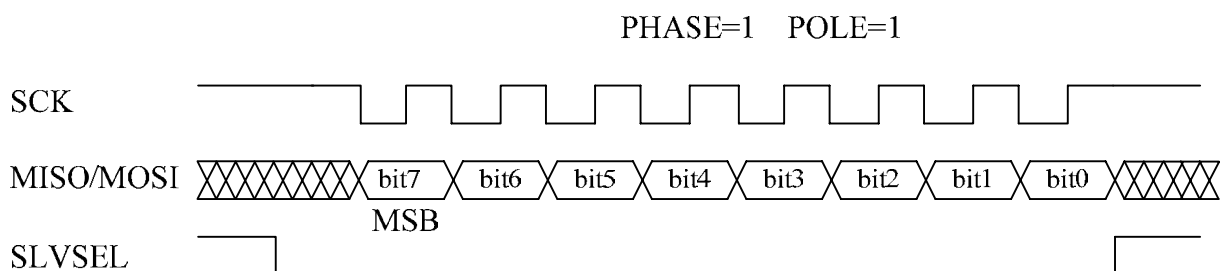 PHASE=1 POLE=1
SCK
MISO/MOSI bit7 bit6 bit5 bit4 bit3 bit2 bit1 bit0
MSB
SLVSEL